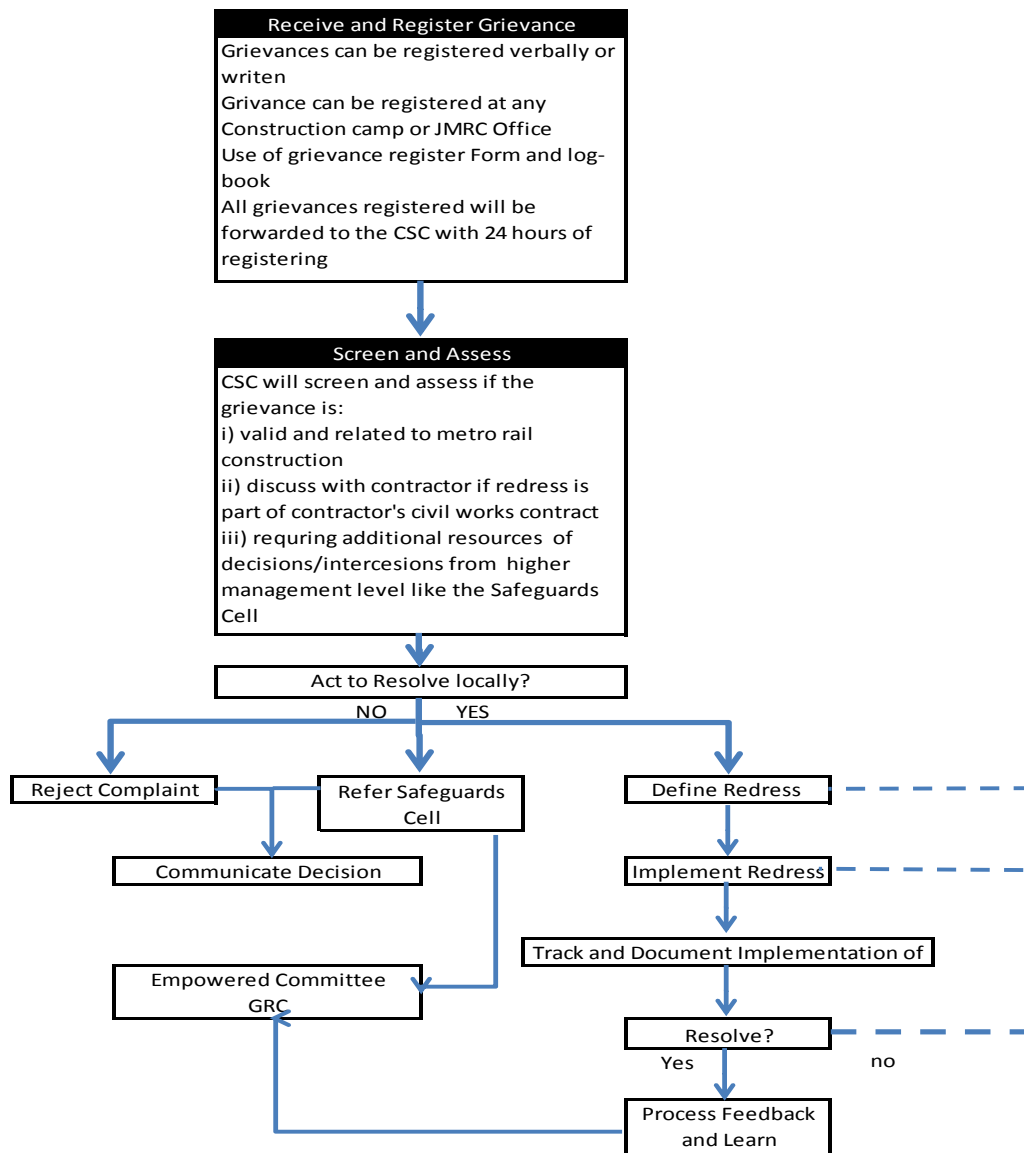 Receive and Register Grievance
Grievances can be registered verbally or
writen
Grivance can be registered at any
Construction camp or JMRC Office
Use of grievance register Form and log-
book
All grievances registered will be
forwarded to the CSC with 24 hours of
registering
Screen and Assess
CSC will screen and assess if the
grievance is:
i) valid and related to metro rail
construction
ii) discuss with contractor if redress is
part of contractor's civil works contract
iii) requring additional resources of
decisions/intercesions from higher
management level like the Safeguards
Cell
Act to Resolve locally?
NO YES
Reject Complaint
Refer Safeguards
Cell
Define Redress
Communicate Decision
Implement Redress
Track and Document Implementation of
Empowered Committee
GRC
Resolve?
Yes no
Process Feedback
and Learn